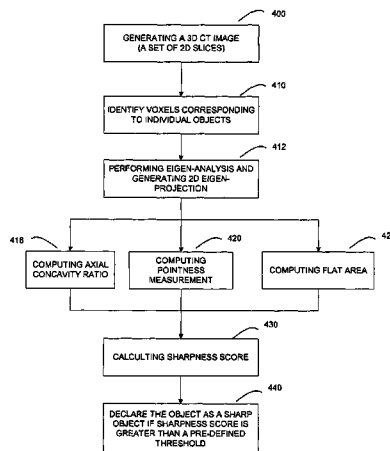 400
GENERATING A 3D CT IMAGE
(A SET OF 2D SLICES)
410
IDENTIFY VOXELS CORRESPONDING
TO INDIVIDUAL OBJECTS
412
PERFORMING EIGEN-ANALYSIS AND
GENERATING 2D EIGEN-
PROJECTION
416
COMPUTING AXIAL
CONCAVITY RATIO
420
COMPUTING
POINTNESS
MEASUREMENT
42
COMPUTING FLAT AREA
430
CALCULTING SHARPNESS SCORE
440
DECLARE THE OBJECT AS A SHARP
OBJECT IF SHARPNESS SCORE IS
GREATER THAN A PRE-DEFINED
THRESHOLD